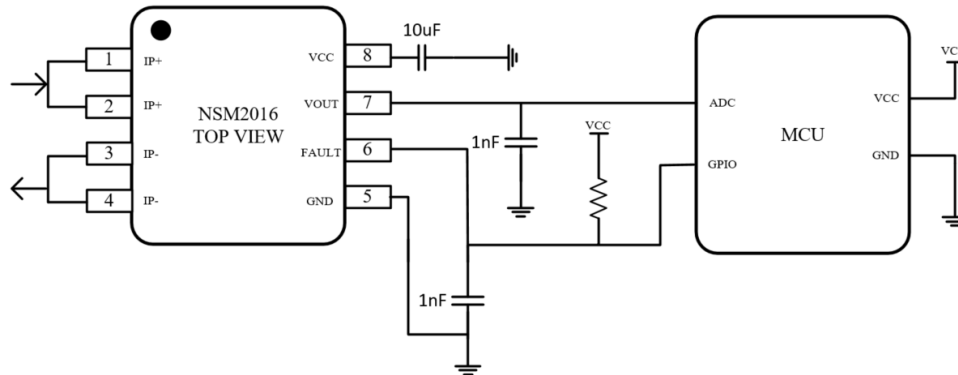 10uF
1
IP+
VCC
8
VCC
2
IP+
NSM2016
TOP VIEW
VOUT
7
ADC
VCC
MCU
3
IP-
FAULT
6
1nF
VCC
GPIO
GND
4
IP-
GND
5
1nF